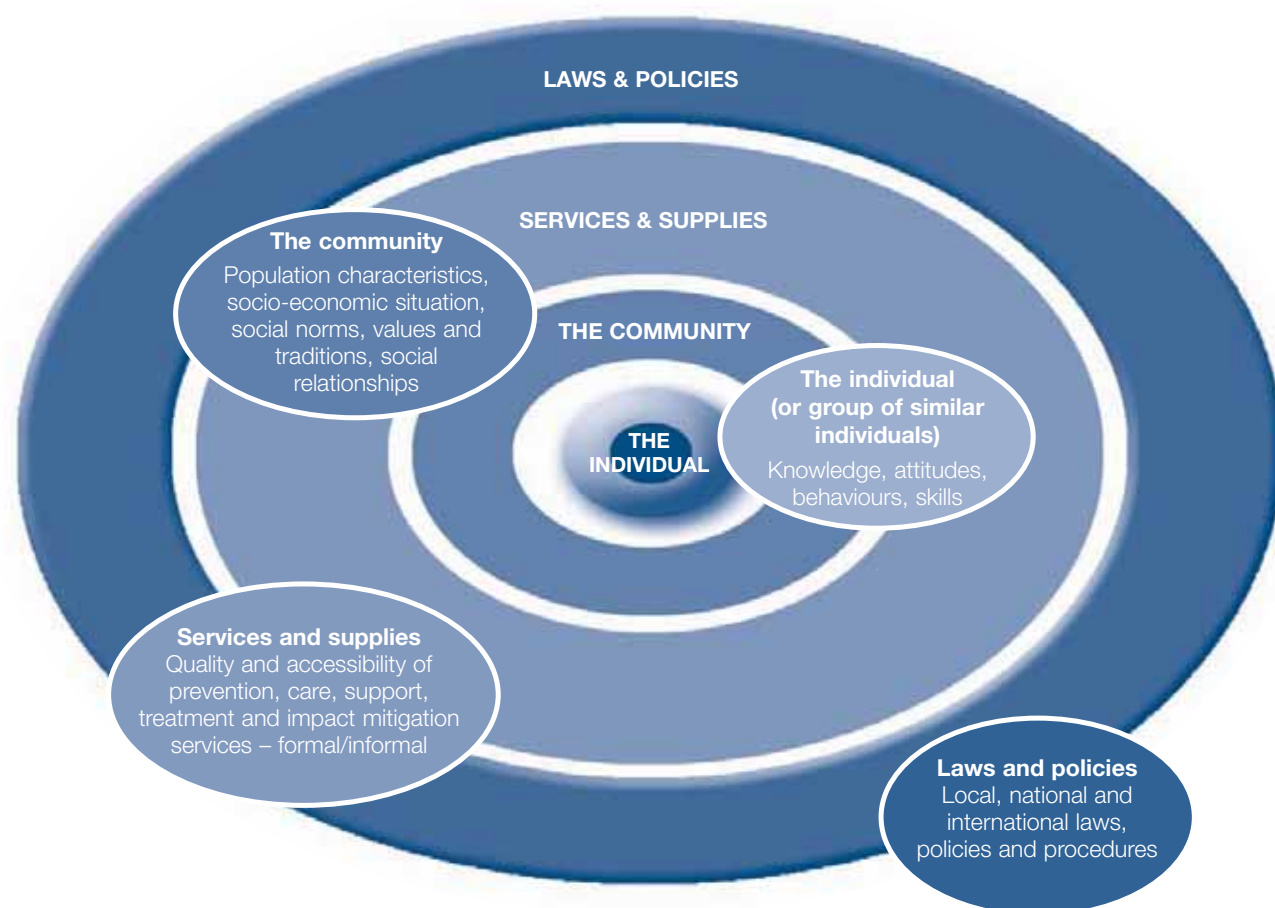 LAWS & POLICIES
SERVICES & SUPPLIES
The community
Population characteristics,
socio-economic situation,
social norms, values and
traditions, social
relationships
THE COMMUNITY
The individual
(or group of similar
individuals)
Knowledge, attitudes,
behaviours, skills
THE
INDIVIDUAL
Services and supplies
Quality and accessibility of
prevention, care, support,
treatment and impact mitigation
services – formal/informal
Laws and policies
Local, national and
international laws,
policies and procedures